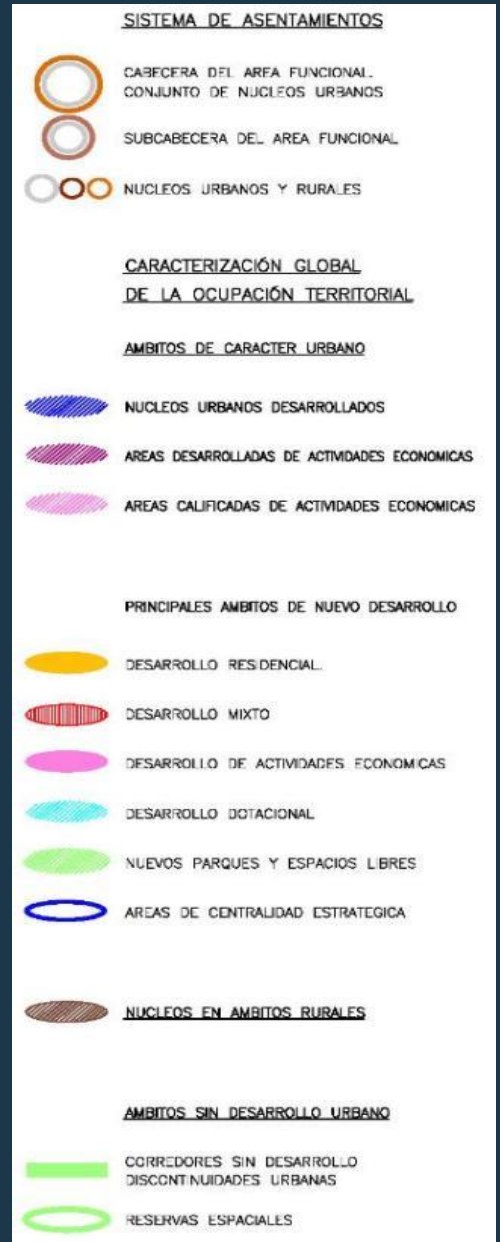 SISTEMA DE ASENTAMIENTOS
CABECERA DEL AREA FUNCIONAL.
CONJUNTO DE NUCLEOS URBANOS
SUBCABECERA DEL AREA FUNCIONAL
NUCLEOS URBANOS Y RURALES
CARACTERIZACIÓN GLOBAL
DE LA OCUPACIÓN TERRITORIAL
AMBITOS DE CARACTER URBANO
NUCLEOS URBANOS DESARROLLADOS
AREAS DESARROLLADAS DE ACTIVIDADES ECONOMICAS
AREAS CALIFICADAS DE ACTIVIDADES ECONOMICAS
PRINCIPALES AMBITOS DE NUEVO DESARROLLO
DESARROLLO RESIDENCIAL.
DESARROLLO MIXTO
DESARROLLO DE ACTIVIDADES ECONOMICAS
DESARROLLO DOTACIONAL
NUEVOS PARQUES Y ESPACIOS LIBRES
AREAS DE CENTRALIDAD ESTRATEGICA
NUCLEOS EN AMBITOS RURALES
AMBITOS SIN DESARROLLO URBANO
CORREDORES SIN DESARROLLO
DISCONTINUIDADES URBANAS
RESERVAS ESPACIALES